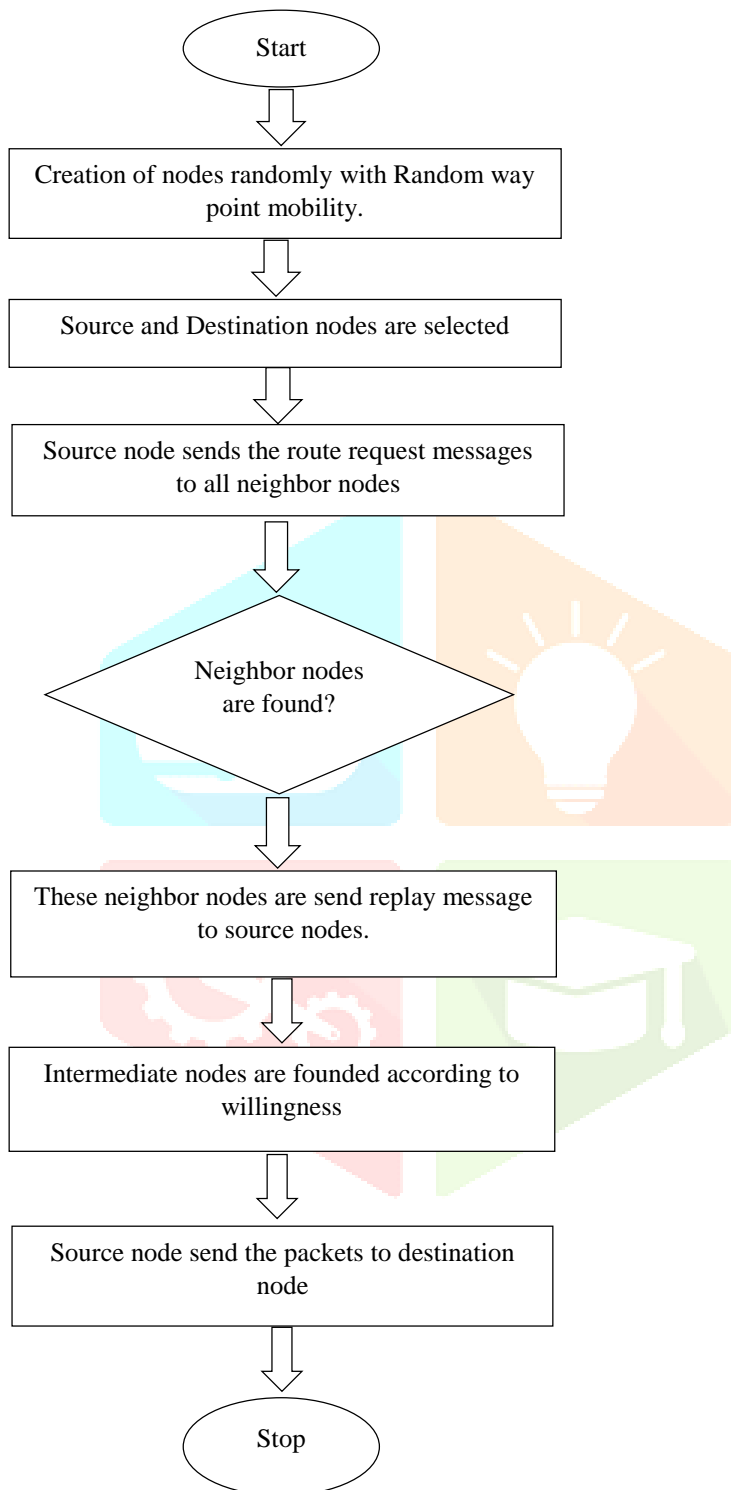 Start
Creation of nodes randomly with Random way
point mobility.
Source and Destination nodes are selected
Source node sends the route request messages
to all neighbor nodes
Neighbor nodes
are found?
These neighbor nodes are send replay message
to source nodes.
Intermediate nodes are founded according to
willingness
Source node send the packets to destination
node
Stop